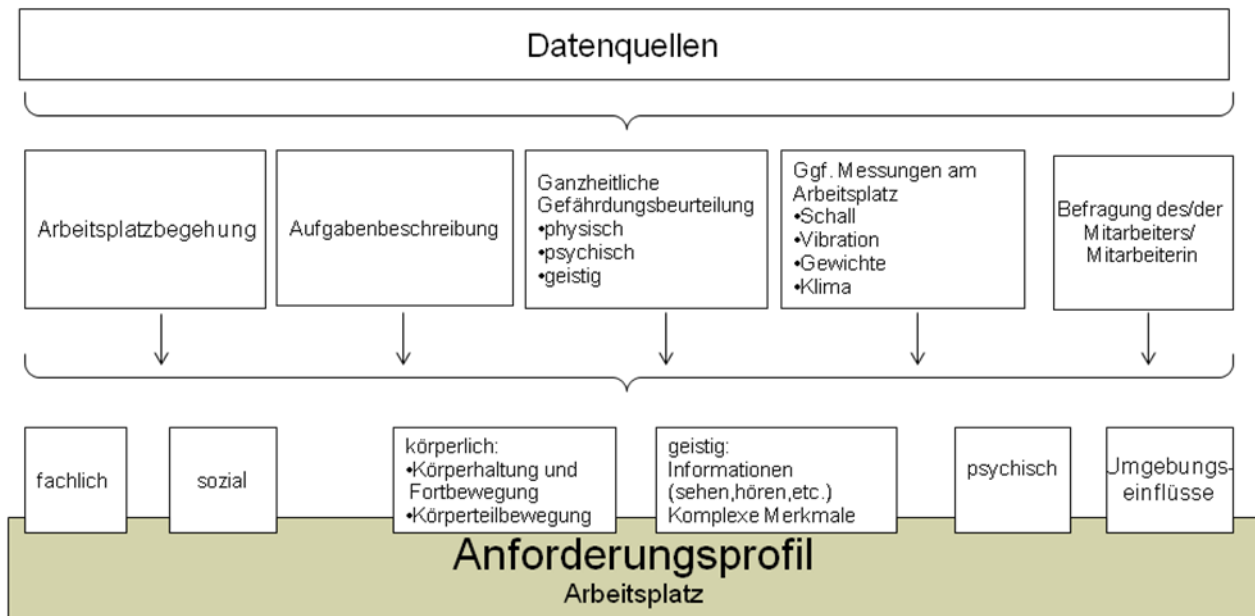 Datenquellen
Arbeitsplatzbegehung
Aufgabenbeschreibung
Ganzheitliche
Gefährdungsbeurteilung
•physisch
•psychisch
•geistig
Ggf. Messungen am
Arbeitsplatz
•Schall
•Vibration
•Gewichte
•Klima
Befragung des/der
Mitarbeiters/
Mitarbeiterin
fachlich
sozial
körperlich:
•Körperhaltung und
Fortbewegung
•Körperteilbewegung
geistig:
Informationen
(sehen,hören,etc.)
Komplexe Merkmale
psychisch
Umgebungs-
einflüsse
Anforderungsprofil
Arbeitsplatz